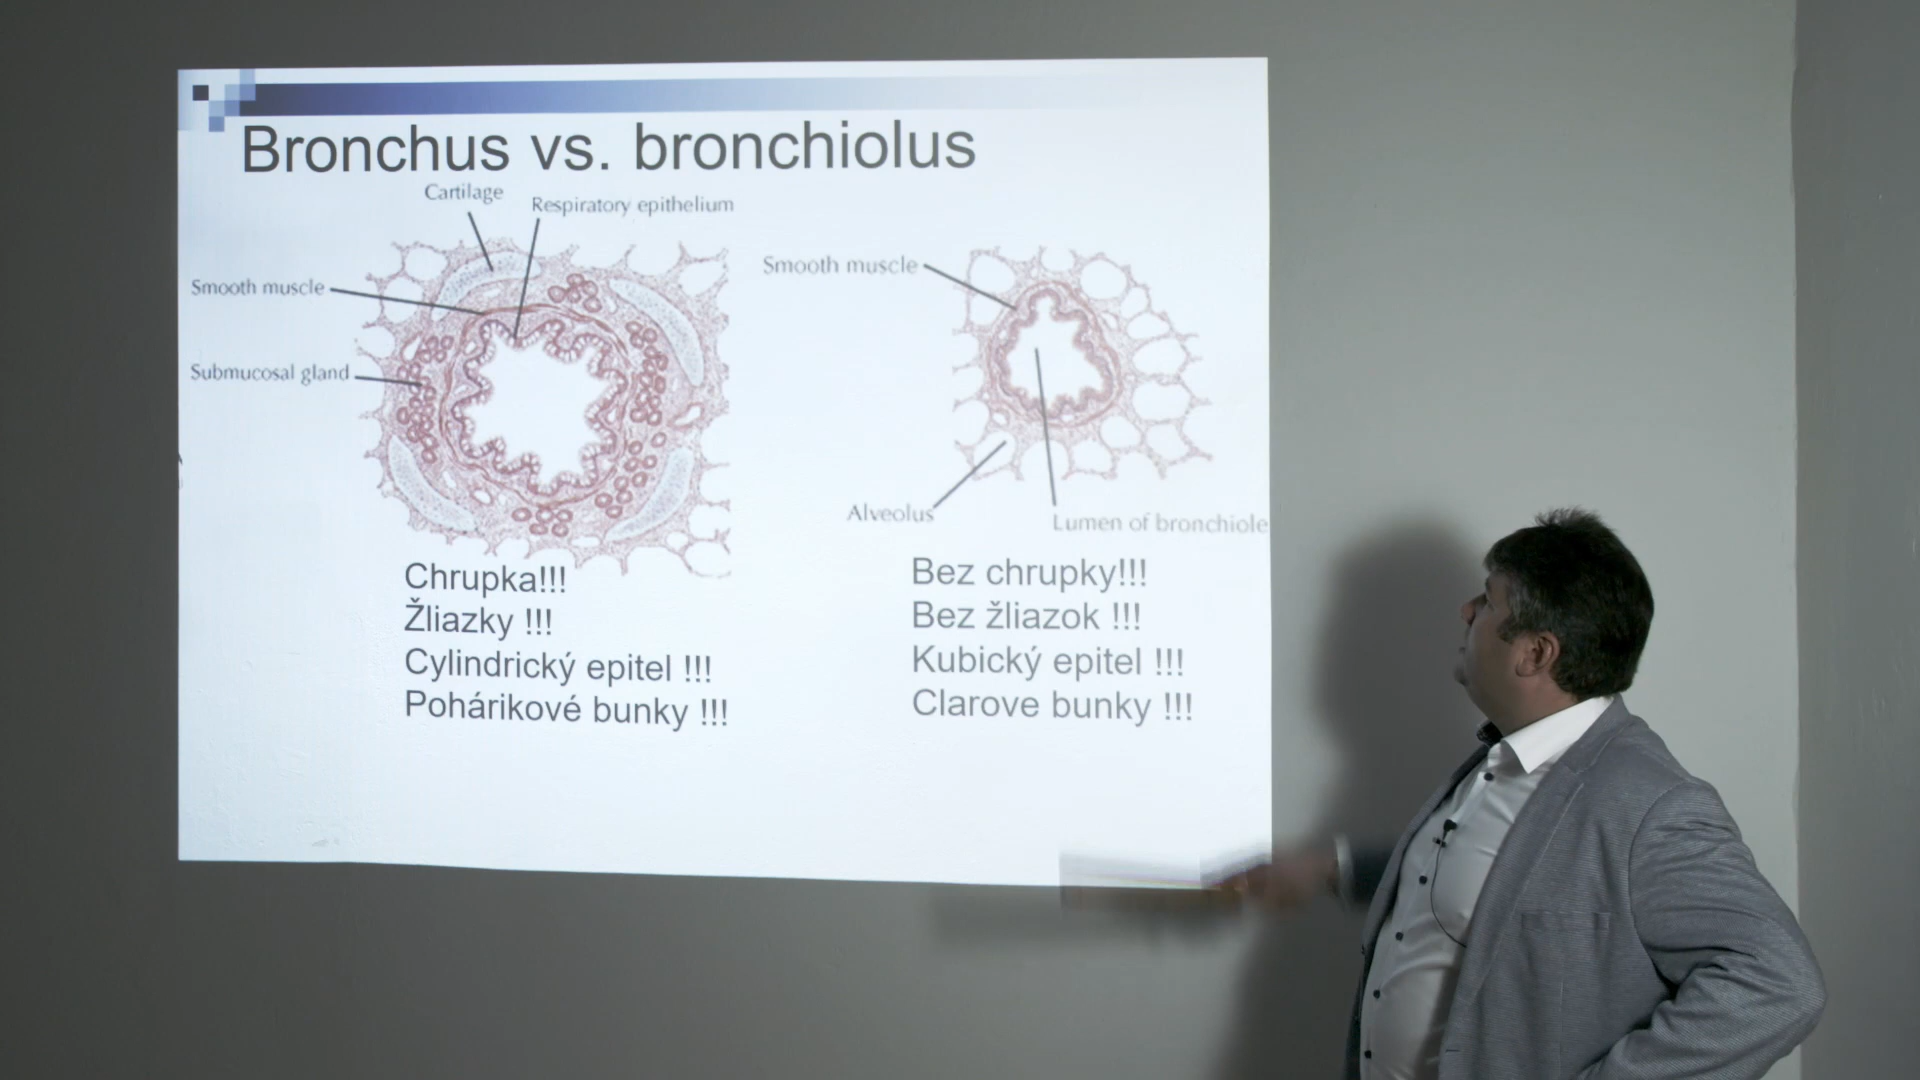 Bronchus vs. bronchiolus
Cartilage
Respiratory epithelium
Smooth muscle
Submucosal gland
Smooth muscle
Alveolus
Lumen of bronchiole
Chrupka!!!
Žliazky !!!
Cylindrický epitel !!!
Pohárikové bunky !!!
Bez chrupky!!!
Bez žliazok !!!
Kubický epitel !!!
Clarove bunky !!!